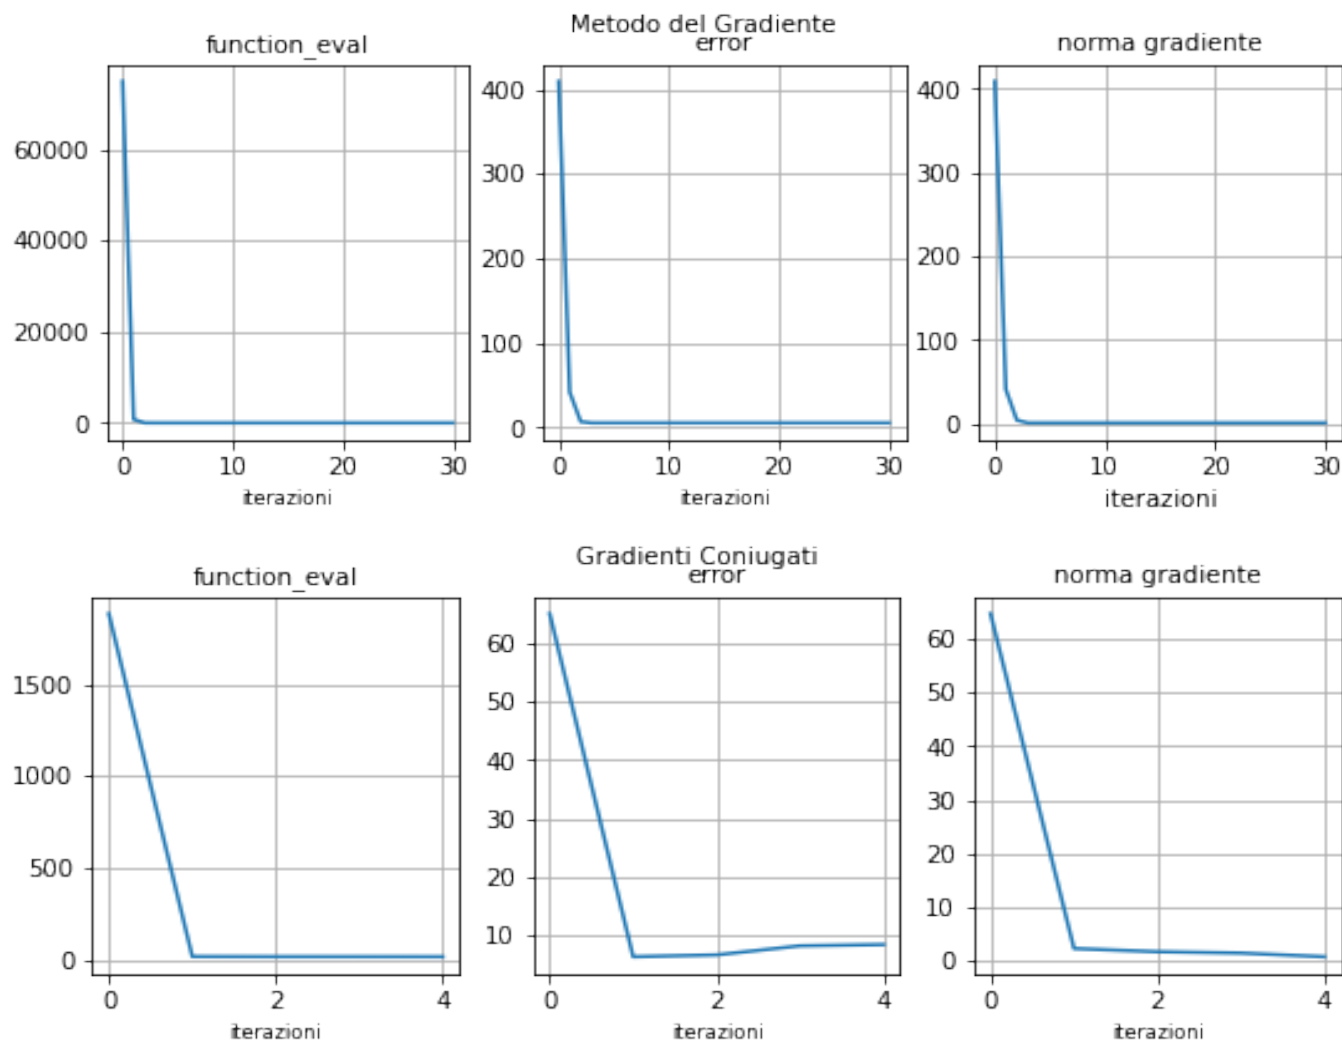 Metodo del Gradiente
function_eval
error
norma gradiente
60000
40000
20000
0
0 10 20 30
iterazioni
400
300
200
100
0
0 10 20 30
iterazioni
400
300
200
100
0
0 10 20 30
iterazioni
Gradienti Coniugati
function_eval
error
norma gradiente
1500
1000
500
0
0 2 4
iterazioni
60
50
40
30
20
10
0 2 4
iterazioni
60
50
40
30
20
10
0
0 2 4
iterazioni